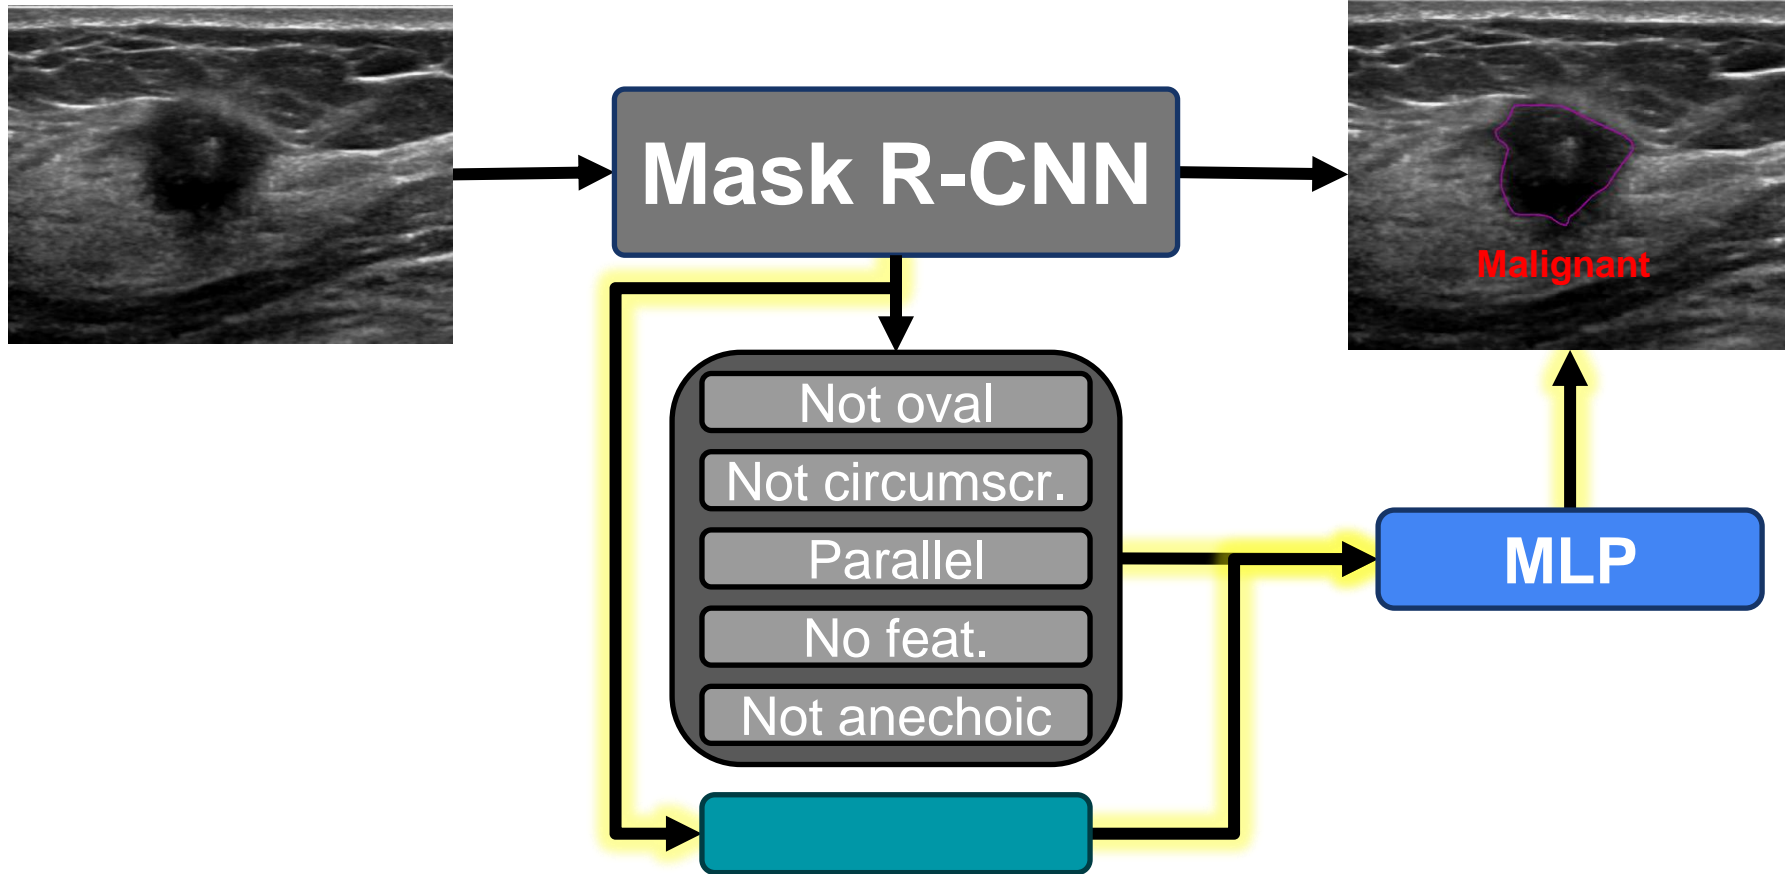 Mask R-CNN
Malignant
Not oval
Not circumscr.
Parallel
No feat.
Not anechoic
MLP